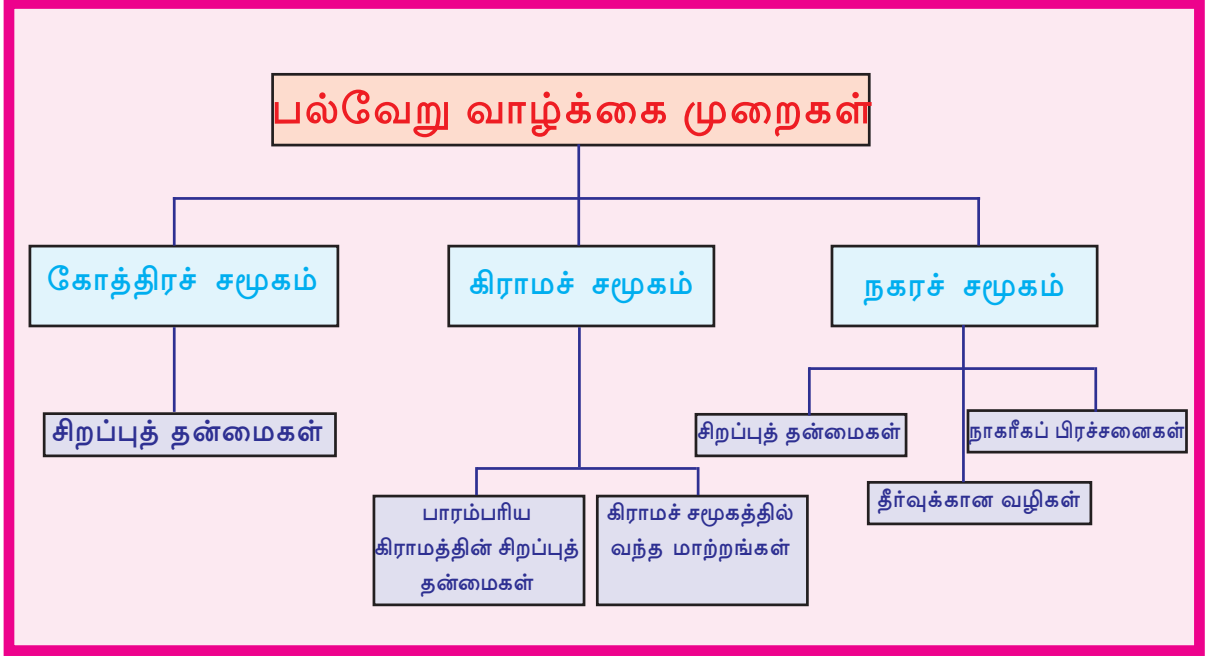 பல்வேறு வாழ்க்கை முறைகள்
கோத்திரச் சமூகம்
கிராமச் சமூகம்
நகரச் சமூகம்
சிறப்புத் தன்மைகள்
பாரம்பரிய
கிராமத்தின் சிறப்புத்
தன்மைகள்
கிராமச் சமூகத்தில்
வந்த மாற்றங்கள்
சிறப்புத் தன்மைகள்
தீர்வுக்கான வழிகள்
நாகரீகப் பிரச்சனைகள்